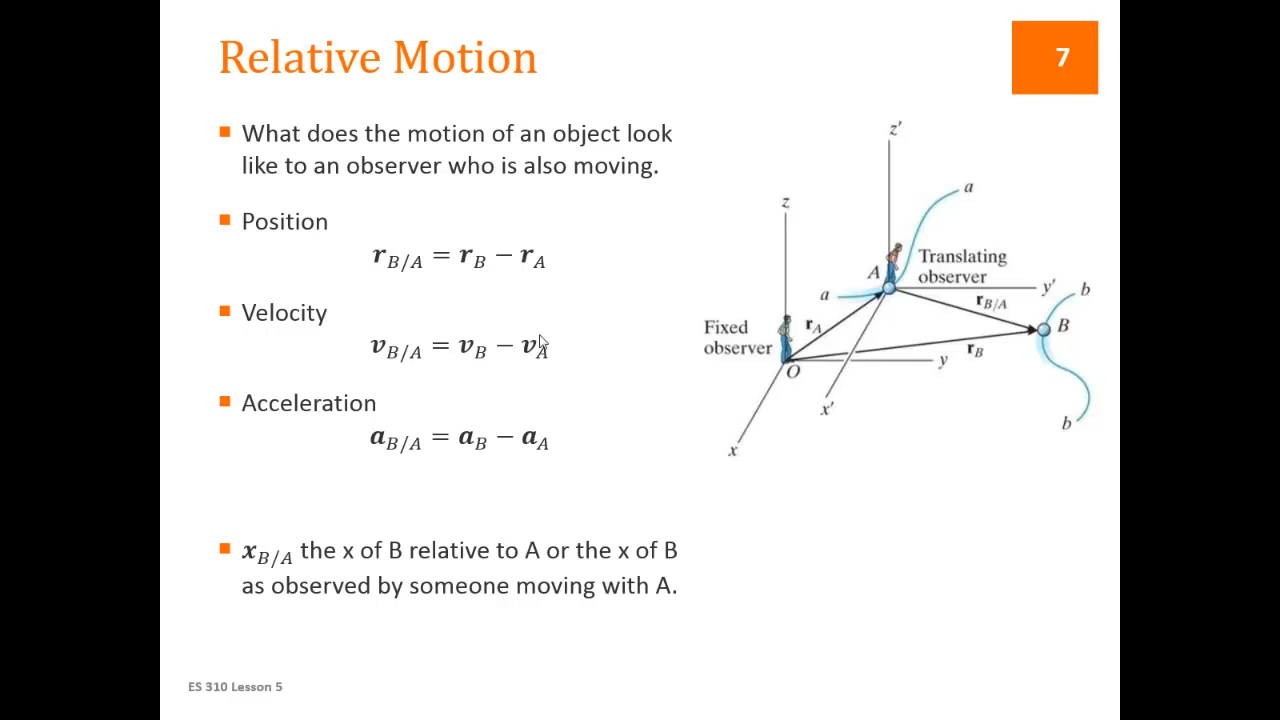 Relative Motion
7
What does the motion of an object look
like to an observer who is also moving.
Position
r_{B/A} = r_B − r_A
Velocity
v_{B/A} = v_B − v_A
Acceleration
a_{B/A} = a_B − a_A
x_{B/A} the x of B relative to A or the x of B
as observed by someone moving with A.
z'
a
z
Translating
observer
A
y'
a
r_{B/A}
b
B
Fixed
observer
r_A
r_B
y
O
x'
b
x
ES 310 Lesson 5